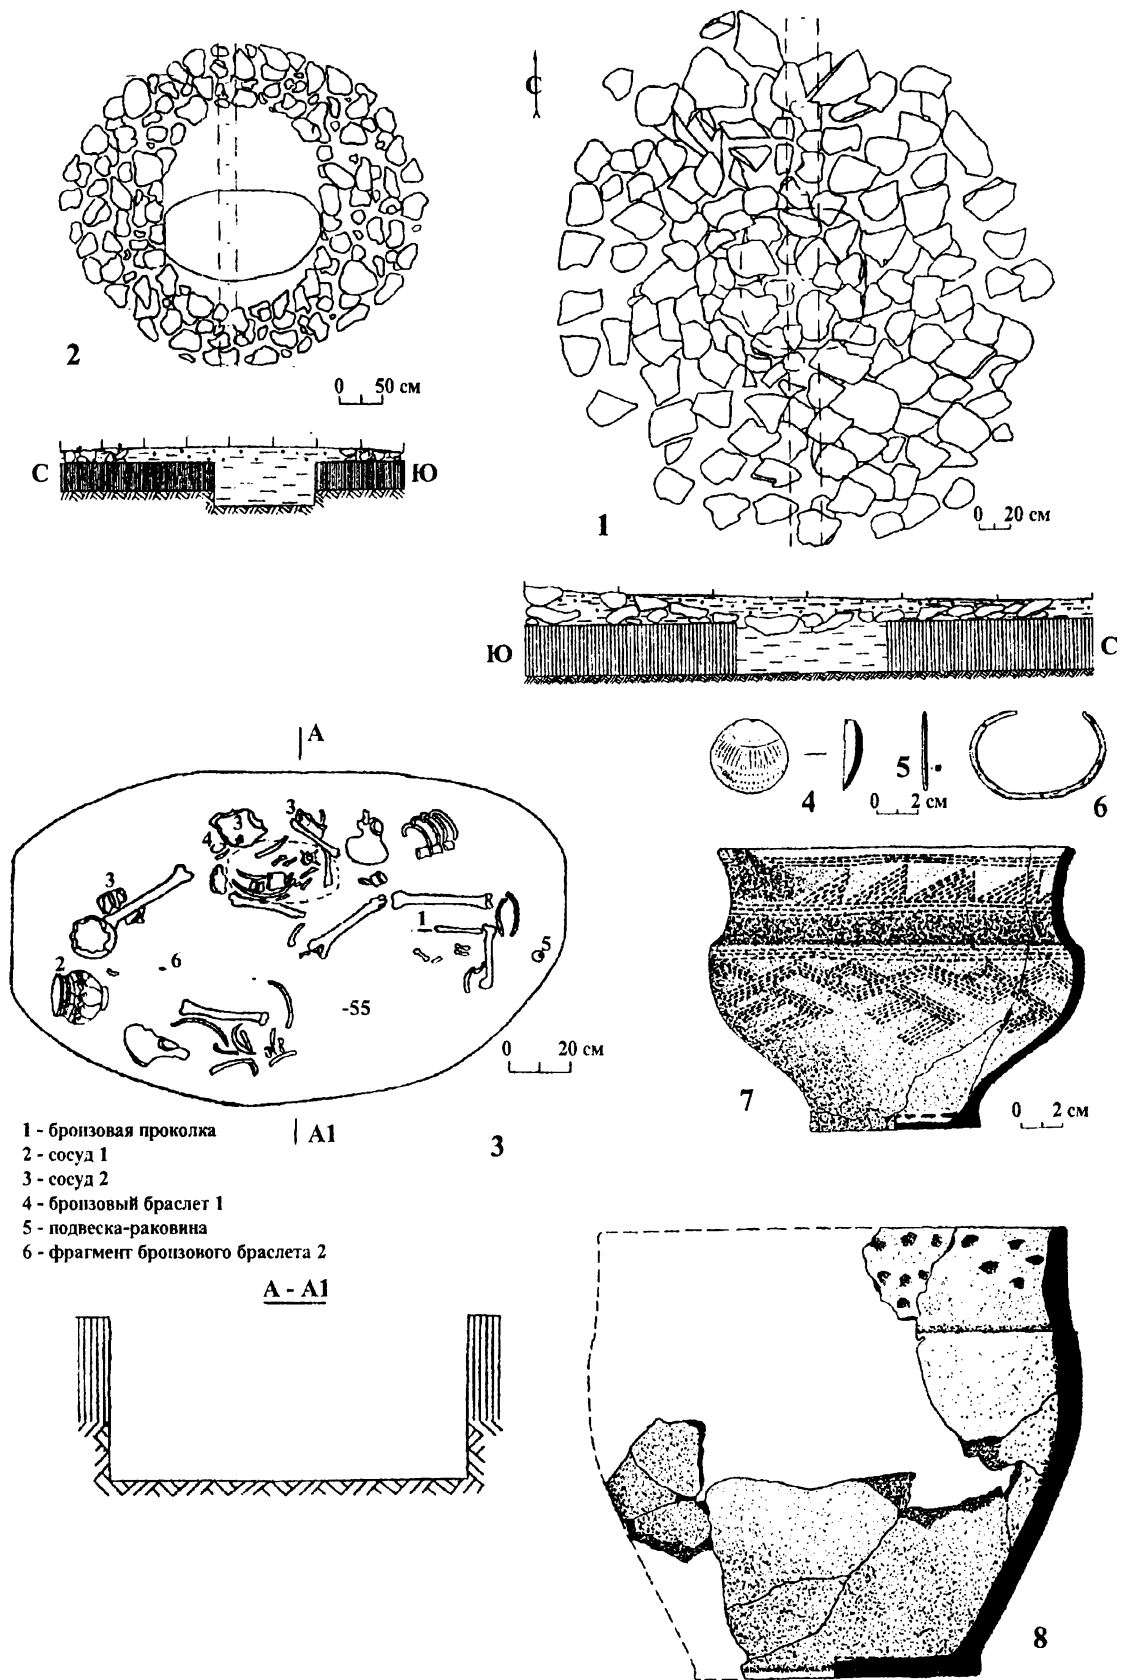 С
2
0 50 см
С Ю
1
0 20 см
Ю С
4 5 6
0 2 см
А
3
3
4
3
2
6
1
5
-55
0 20 см
А1
3
7
0 2 см
1 - бронзовая проколка
2 - сосуд 1
3 - сосуд 2
4 - бронзовый браслет 1
5 - подвеска-раковина
6 - фрагмент бронзового браслета 2
А - А1
8